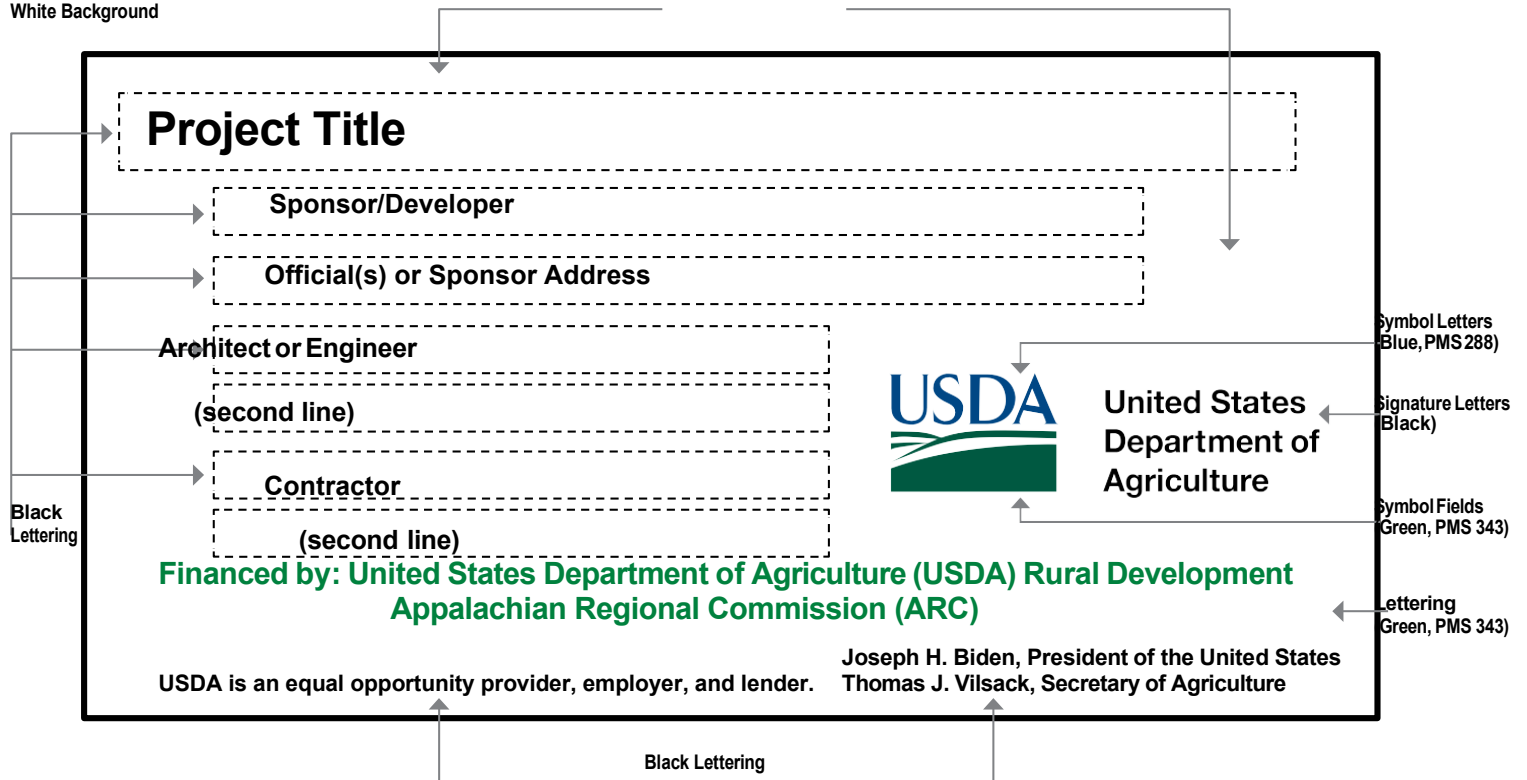 White Background
Project Title
Sponsor/Developer
Official(s) or Sponsor Address
Architect or Engineer
(second line)
Contractor
(second line)
Black
Lettering
USDA
United States
Department of
Agriculture
Symbol Letters
(Blue, PMS 288)
Signature Letters
(Black)
Symbol Fields
(Green, PMS 343)
Financed by: United States Department of Agriculture (USDA) Rural Development
Appalachian Regional Commission (ARC)
Lettering
(Green, PMS 343)
USDA is an equal opportunity provider, employer, and lender.
Joseph H. Biden, President of the United States
Thomas J. Vilsack, Secretary of Agriculture
Black Lettering